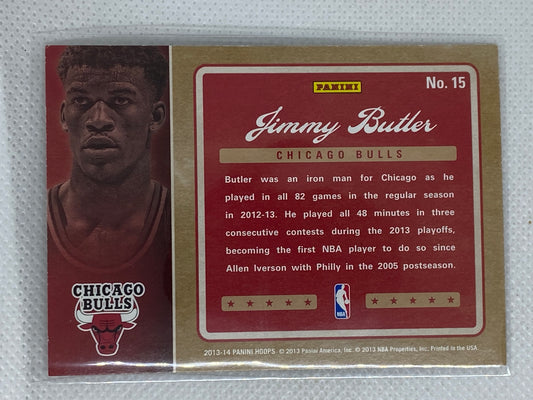 PANINI
No. 15
Jimmy Butler
CHICAGO BULLS
Butler was an iron man for Chicago as he
played in all 82 games in the regular season
in 2012-13. He played all 48 minutes in three
consecutive contests during the 2013 playoffs,
becoming the first NBA player to do so since
Allen Iverson with Philly in the 2005 postseason.
CHICAGO
BULLS
NBA
2013-14 PANINI HOOPS © 2013 Panini America, Inc. © 2013 NBA Properties, Inc. Printed in the USA.